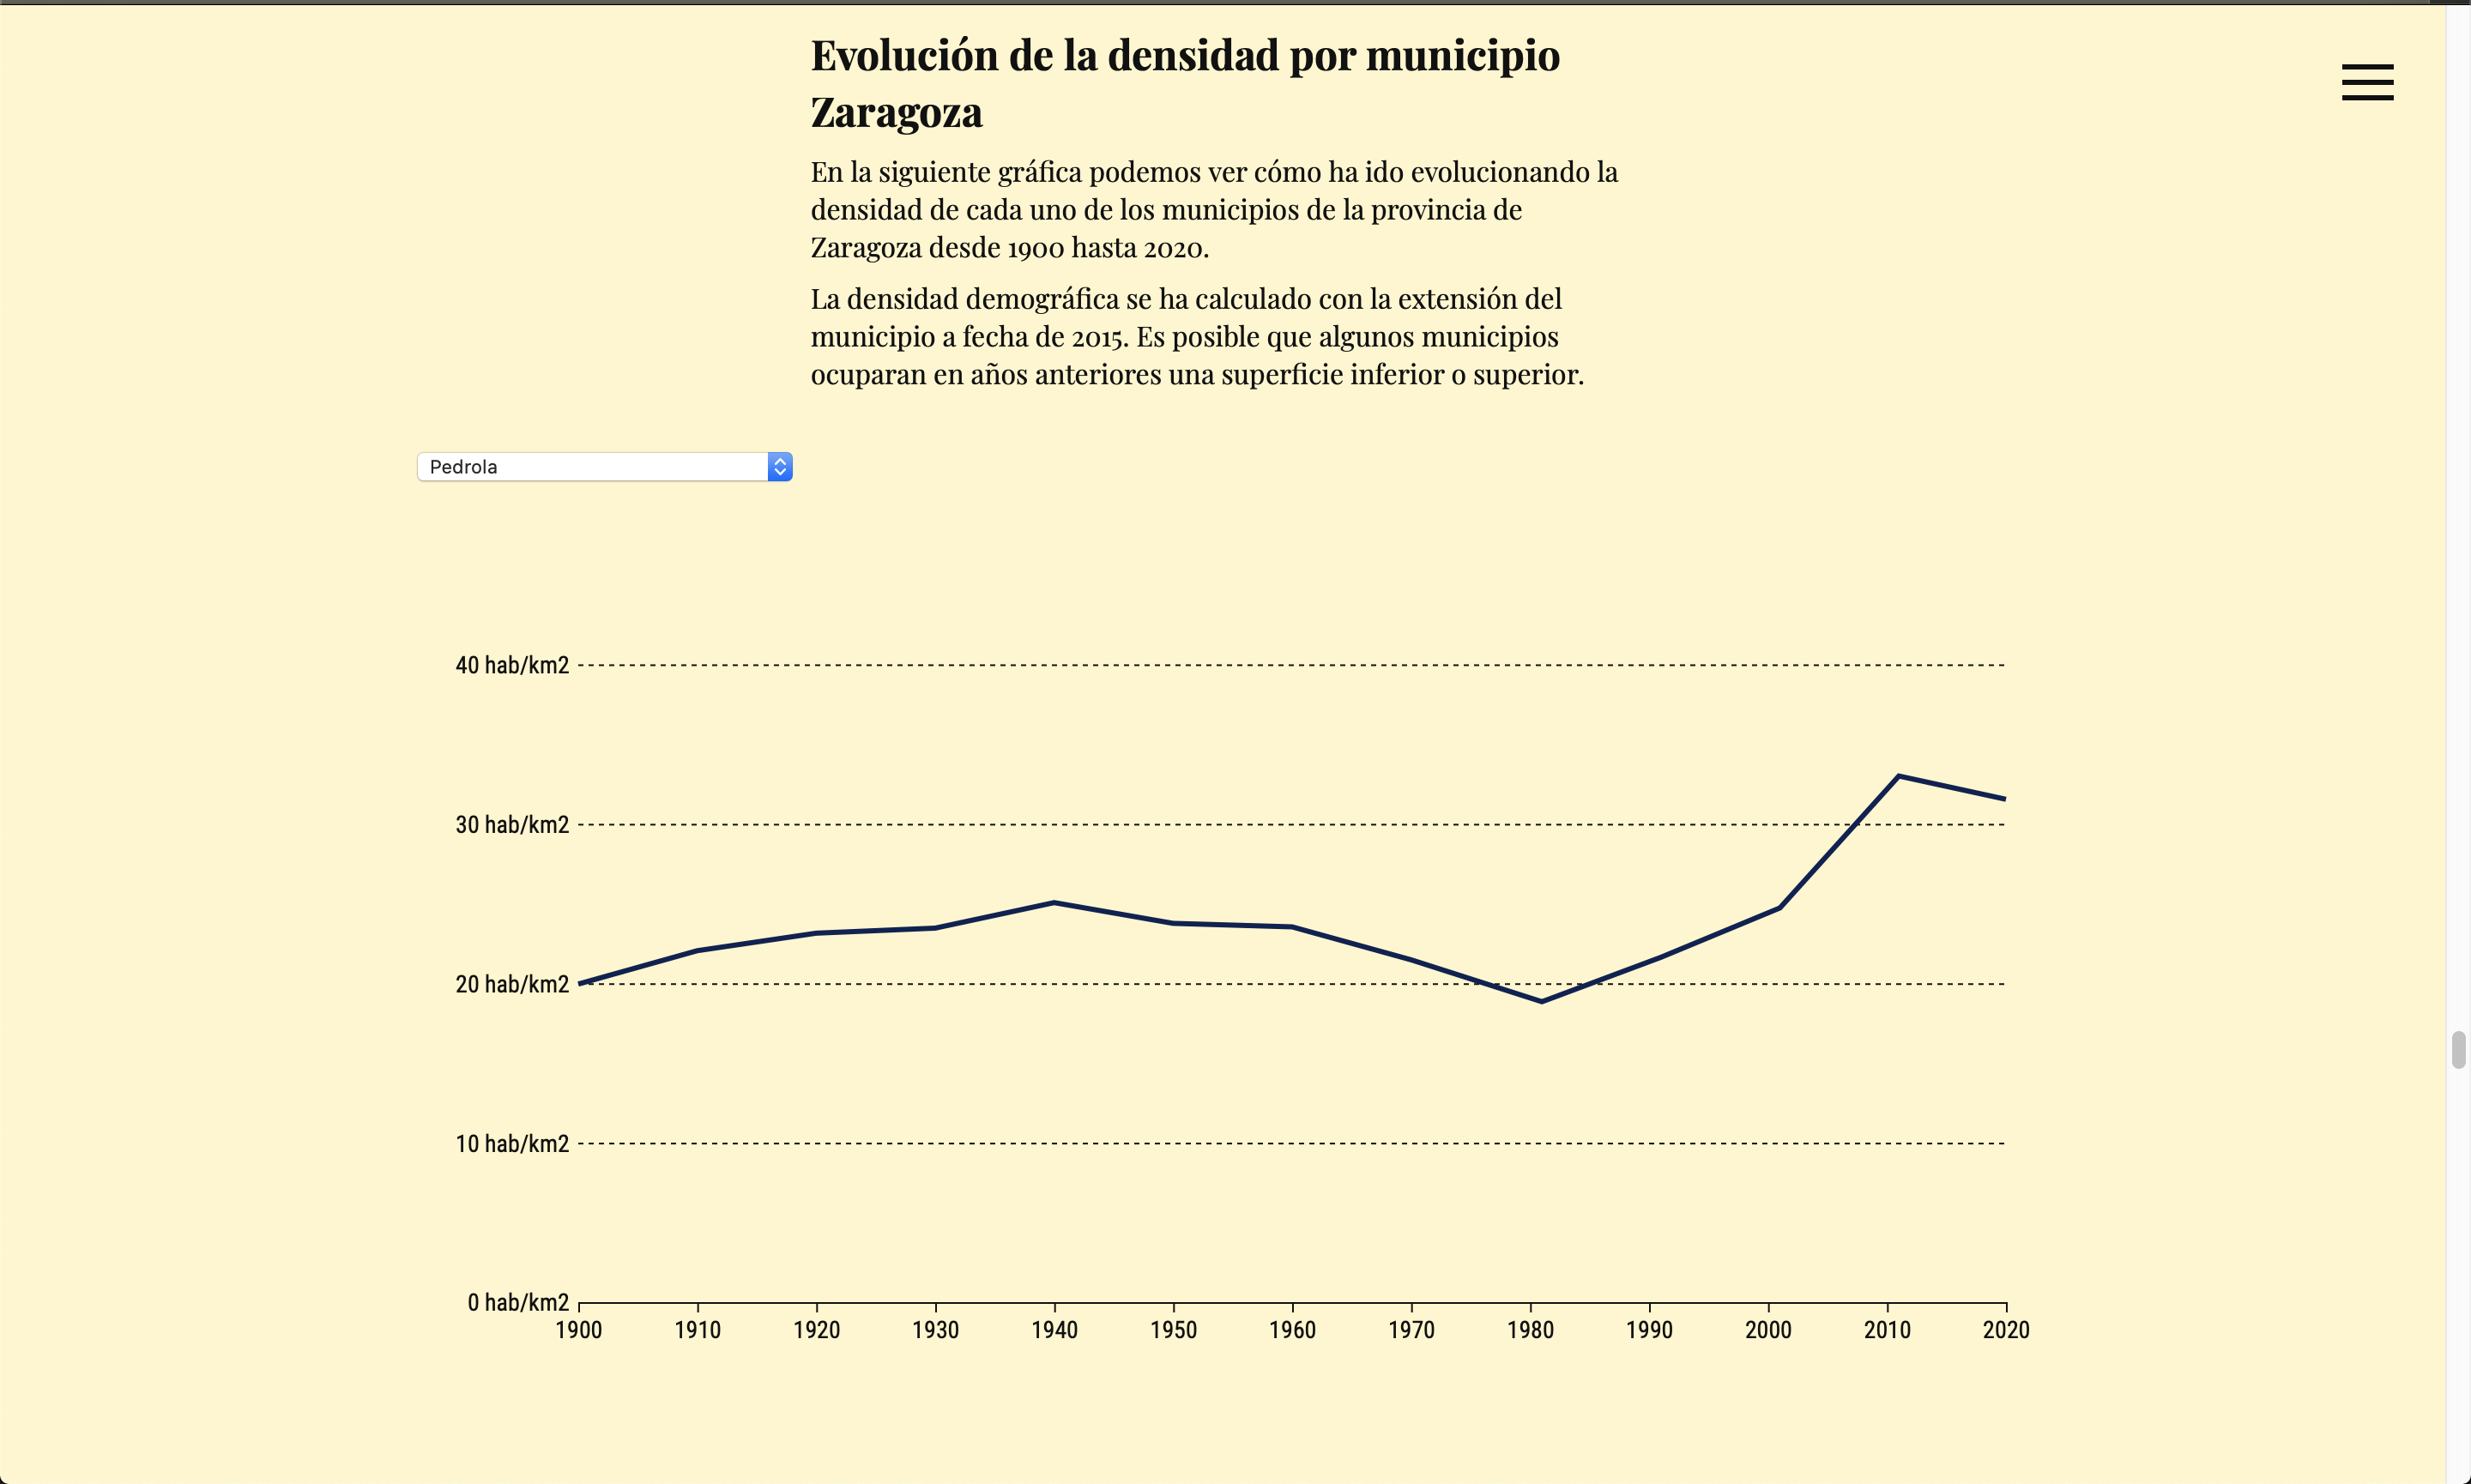 Evolución de la densidad por municipio
Zaragoza
En la siguiente gráfica podemos ver cómo ha ido evolucionando la
densidad de cada uno de los municipios de la provincia de
Zaragoza desde 1900 hasta 2020.
La densidad demográfica se ha calculado con la extensión del
municipio a fecha de 2015. Es posible que algunos municipios
ocuparan en años anteriores una superficie inferior o superior.
Pedrola
40 hab/km2
30 hab/km2
20 hab/km2
10 hab/km2
0 hab/km2
1900 1910 1920 1930 1940 1950 1960 1970 1980 1990 2000 2010 2020